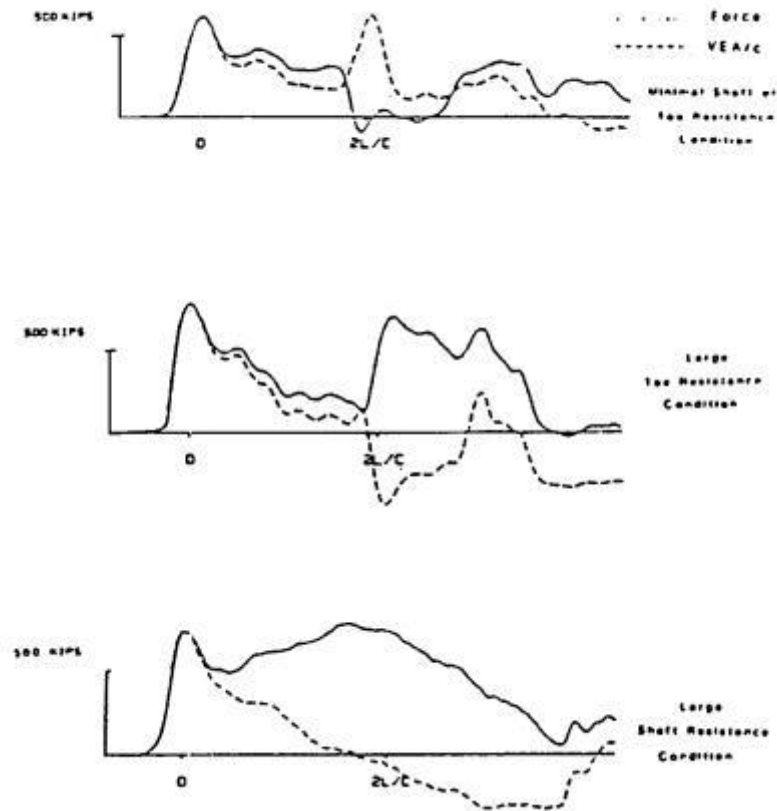 500 KIPS
Force
VEA/c
Minimal Shaft or
Toe Resistance
Condition
0
2L/C
500 KIPS
Large
Toe Resistance
Condition
0
2L/C
500 KIPS
Large
Shaft Resistance
Condition
0
2L/C